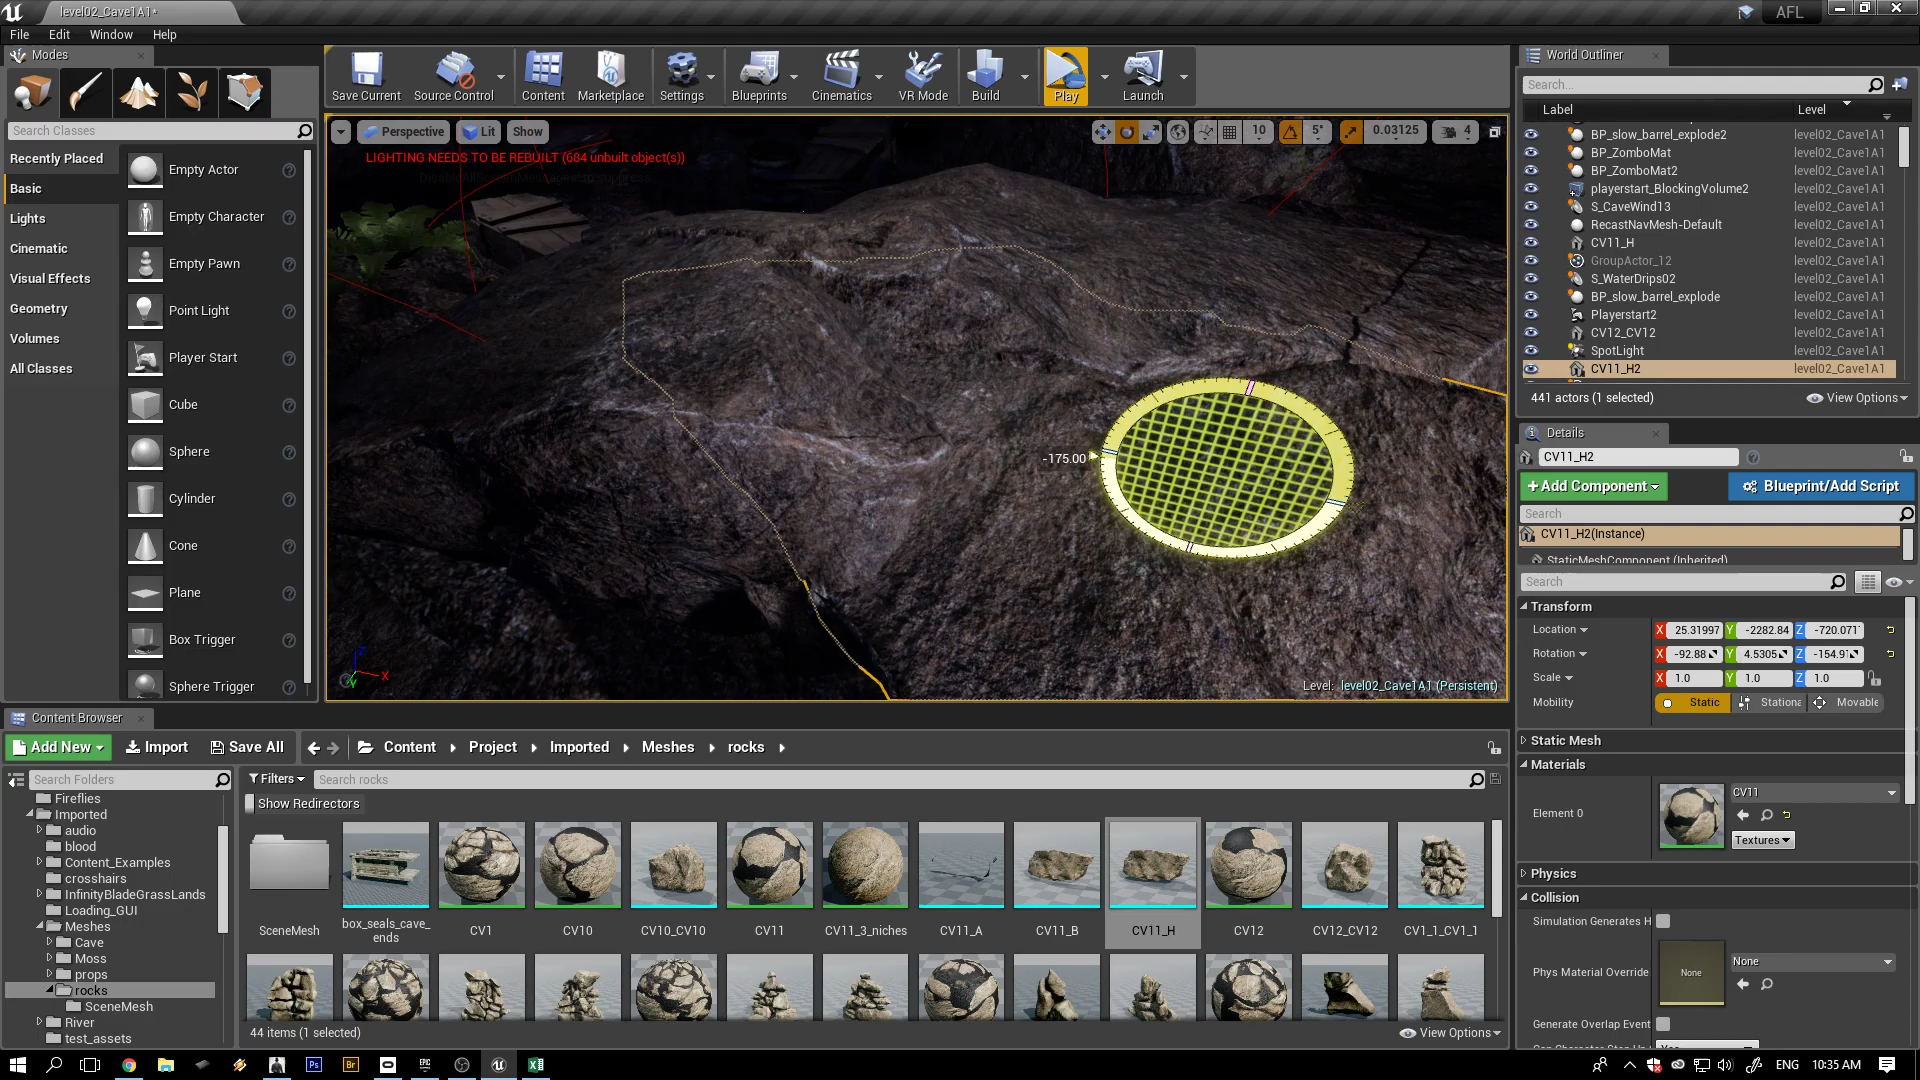 level02_Cave1A1*
AFL
File Edit Window Help
Modes
Search Classes
Recently Placed
Basic
Lights
Cinematic
Visual Effects
Geometry
Volumes
All Classes
Empty Actor
Empty Character
Empty Pawn
Point Light
Player Start
Cube
Sphere
Cylinder
Cone
Plane
Box Trigger
Sphere Trigger
Save Current
Source Control
Content
Marketplace
Settings
Blueprints
Cinematics
VR Mode
Build
Play
Launch
Perspective
Lit
Show
10
5°
0.03125
4
LIGHTING NEEDS TO BE REBUILT (684 unbuilt object(s))
-175.00
Z
X
Y
Level: level02_Cave1A1 (Persistent)
World Outliner
Search...
Label Level
BP_slow_barrel_explode2 level02_Cave1A1
BP_ZomboMat level02_Cave1A1
BP_ZomboMat2 level02_Cave1A1
playerstart_BlockingVolume2 level02_Cave1A1
S_CaveWind13 level02_Cave1A1
RecastNavMesh-Default level02_Cave1A1
CV11_H level02_Cave1A1
GroupActor_12 level02_Cave1A1
S_WaterDrips02 level02_Cave1A1
BP_slow_barrel_explode level02_Cave1A1
Playerstart2 level02_Cave1A1
CV12_CV12 level02_Cave1A1
SpotLight level02_Cave1A1
CV11_H2 level02_Cave1A1
441 actors (1 selected) View Options
Details
CV11_H2
+Add Component Blueprint/Add Script
Search
CV11_H2(Instance)
StaticMeshComponent (Inherited)
Search
Transform
Location X 25.31997 Y -2282.84 Z -720.071
Rotation X -92.88 Y 4.5305 Z -154.9
Scale X 1.0 Y 1.0 Z 1.0
Mobility Static Stationa Movable
Static Mesh
Materials
Element 0 CV11
Textures
Physics
Collision
Simulation Generates H
Phys Material Override None None
Generate Overlap Event
Content Browser
Add New Import Save All Content Project Imported Meshes rocks
Search Folders
Filters Search rocks
Show Redirectors
Fireflies
Imported
audio
blood
Content_Examples
crosshairs
InfinityBladeGrassLands
Loading_GUI
Meshes
Cave
Moss
props
rocks
SceneMesh
River
test_assets
SceneMesh
box_seals_cave_
ends
CV1
CV10
CV10_CV10
CV11
CV11_3_niches
CV11_A
CV11_B
CV11_H
CV12
CV12_CV12
CV1_1_CV1_1
44 items (1 selected) View Options
Ps
Br
EPIC
ENG 10:35 AM